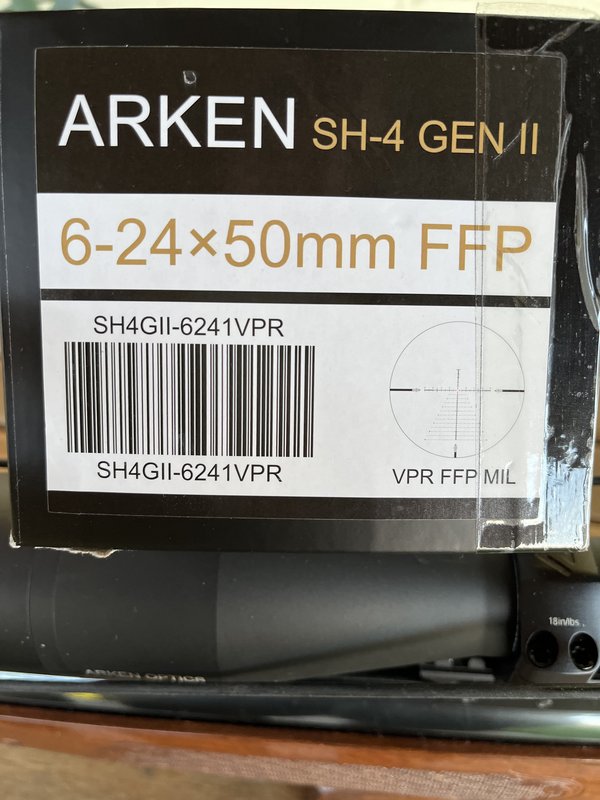 ARKEN SH-4 GEN II
6-24×50mm FFP
SH4GII-6241VPR
SH4GII-6241VPR
VPR FFP MIL
18in/lbs
ARKEN OPTICS